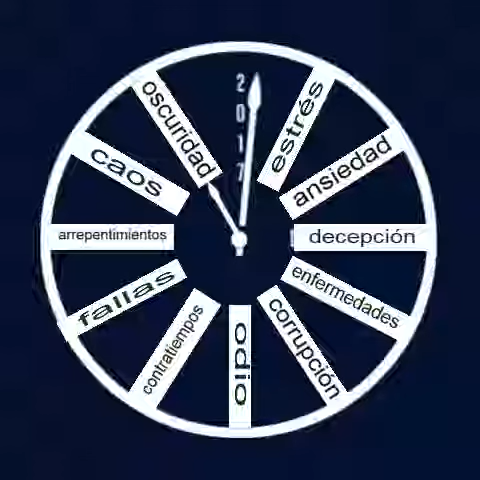 2017
estrés
ansiedad
decepción
enfermedades
corrupción
odio
contratiempos
fallas
arrepentimientos
caos
oscuridad